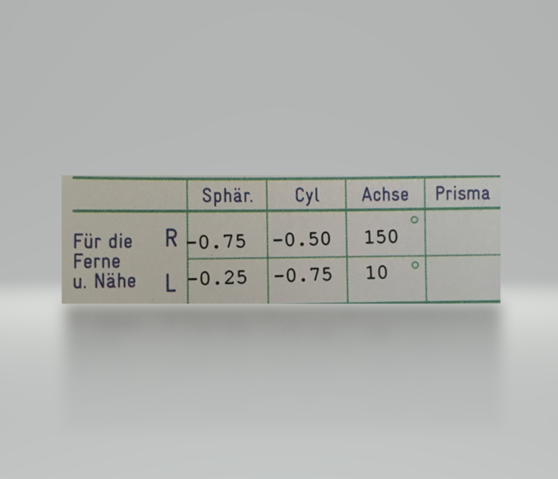 Sphär. Cyl Achse Prisma
Für die R -0.75 -0.50 150 °
Ferne
u. Nähe L -0.25 -0.75 10 °